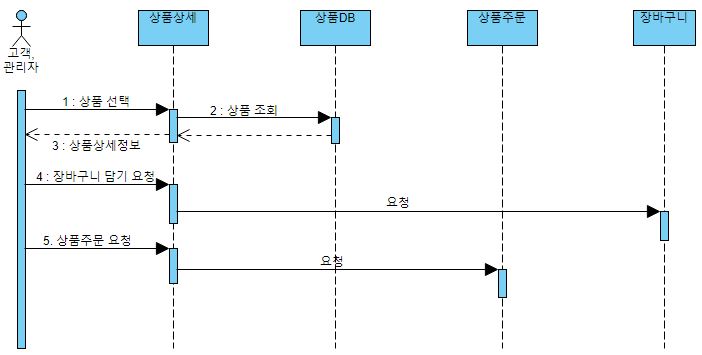 상품상세
상품DB
상품주문
장바구니
고객,
관리자
1 : 상품 선택
2 : 상품 조회
3 : 상품상세정보
4 : 장바구니 담기 요청
요청
5. 상품주문 요청
요청